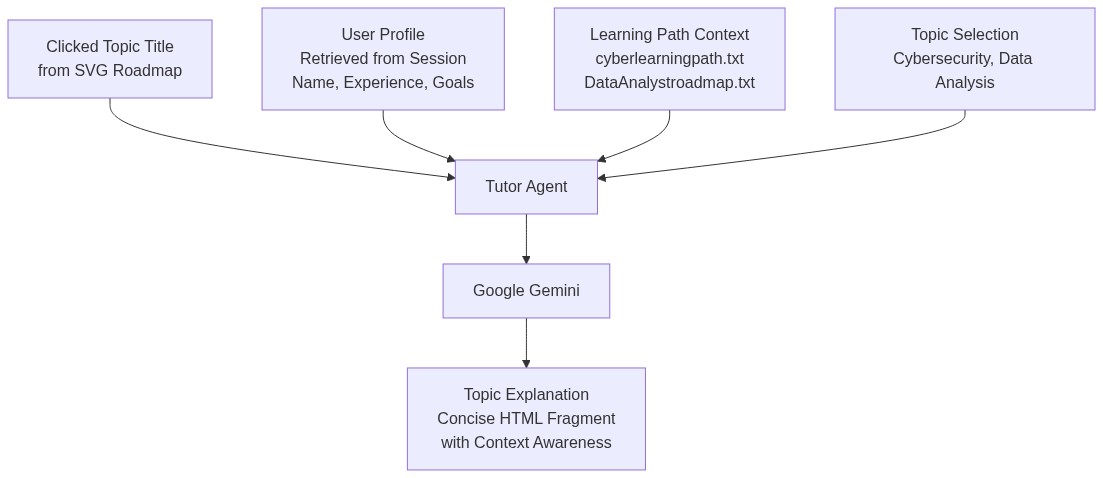 Clicked Topic Title
from SVG Roadmap
User Profile
Retrieved from Session
Name, Experience, Goals
Learning Path Context
cyberlearningpath.txt
DataAnalystroadmap.txt
Topic Selection
Cybersecurity, Data
Analysis
Tutor Agent
Google Gemini
Topic Explanation
Concise HTML Fragment
with Context Awareness